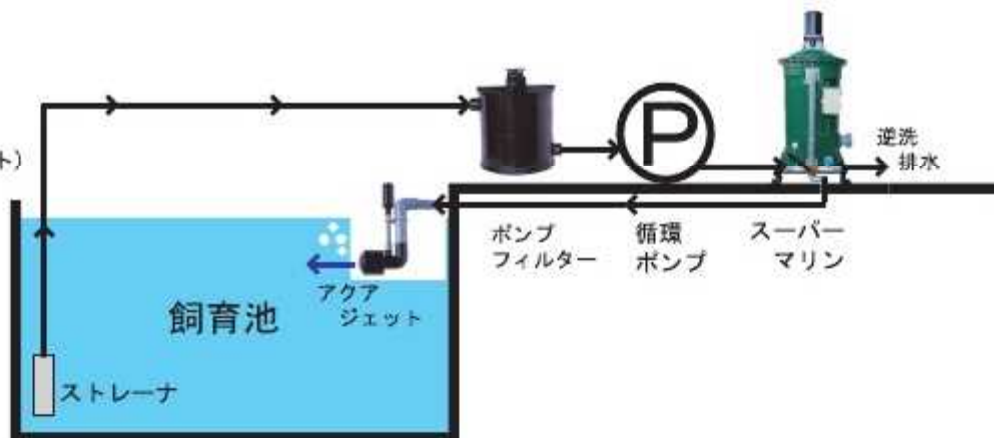 ト）
P
逆洗
排水
ポンプ
フィルター
循環
ポンプ
スーパー
マリン
アクア
ジェット
飼育池
ストレーナ